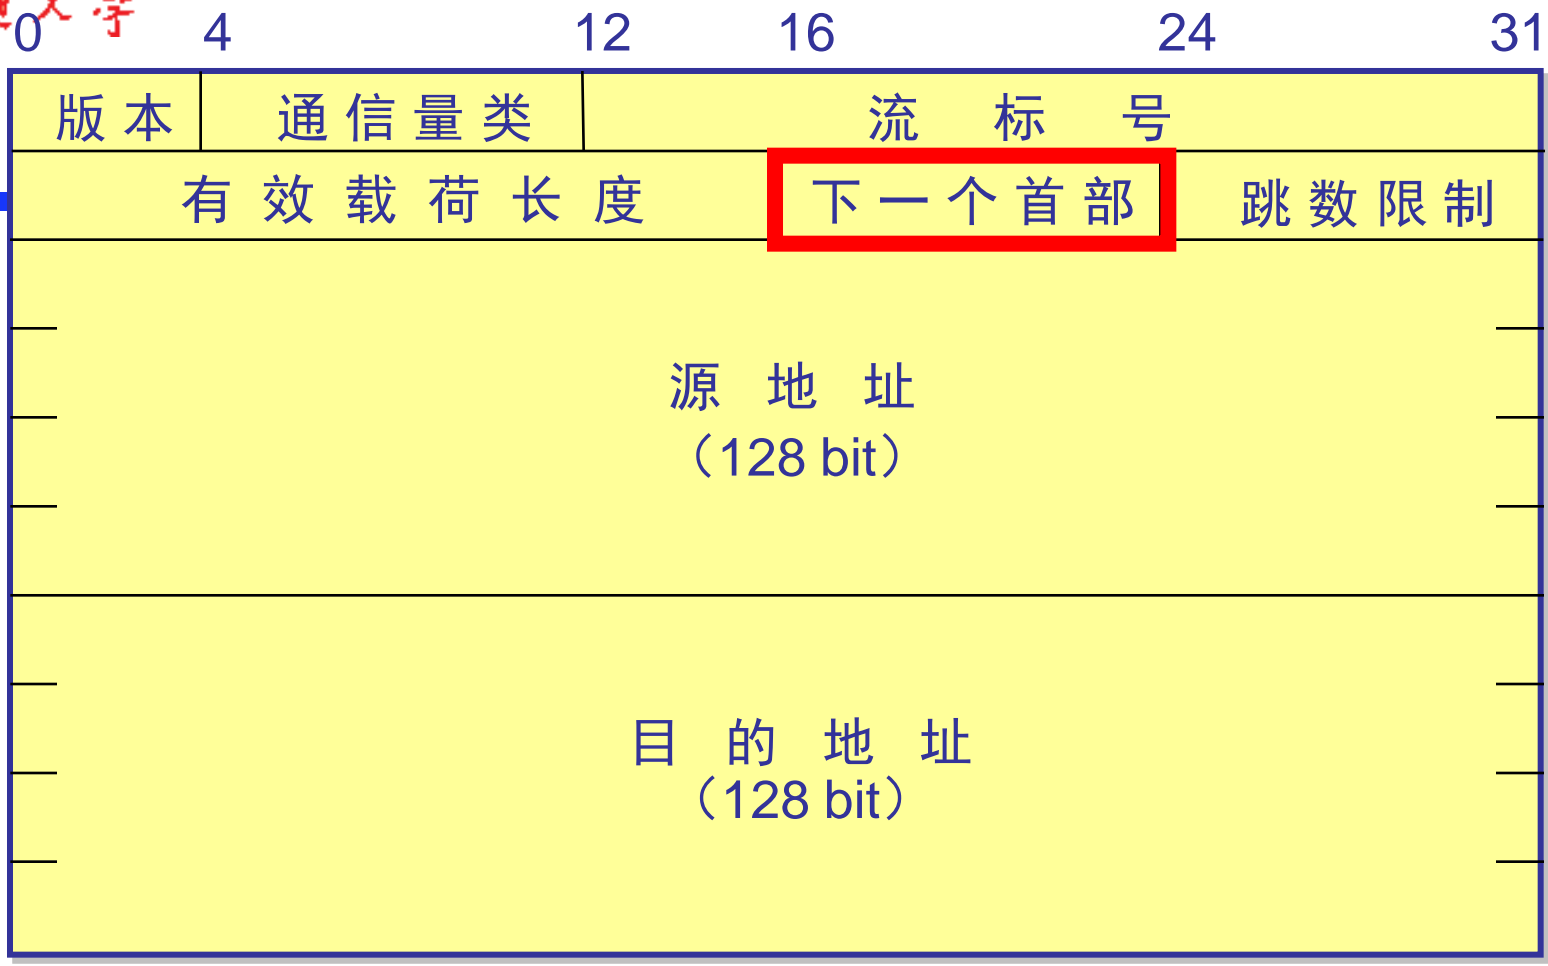 0 4 12 16 24 31
版本 通信量类 流标号
有效载荷长度 下一个首部 跳数限制
源地址
（128 bit）
目的地址
（128 bit）